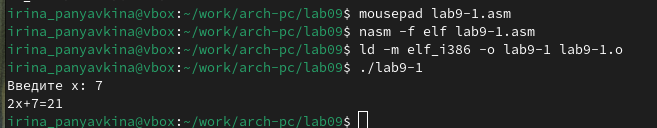 irina_panyavkina@vbox:~/work/arch-pc/lab09$ mousepad lab9-1.asm
irina_panyavkina@vbox:~/work/arch-pc/lab09$ nasm -f elf lab9-1.asm
irina_panyavkina@vbox:~/work/arch-pc/lab09$ ld -m elf_i386 -o lab9-1 lab9-1.o
irina_panyavkina@vbox:~/work/arch-pc/lab09$ ./lab9-1
Введите x: 7
2x+7=21
irina_panyavkina@vbox:~/work/arch-pc/lab09$